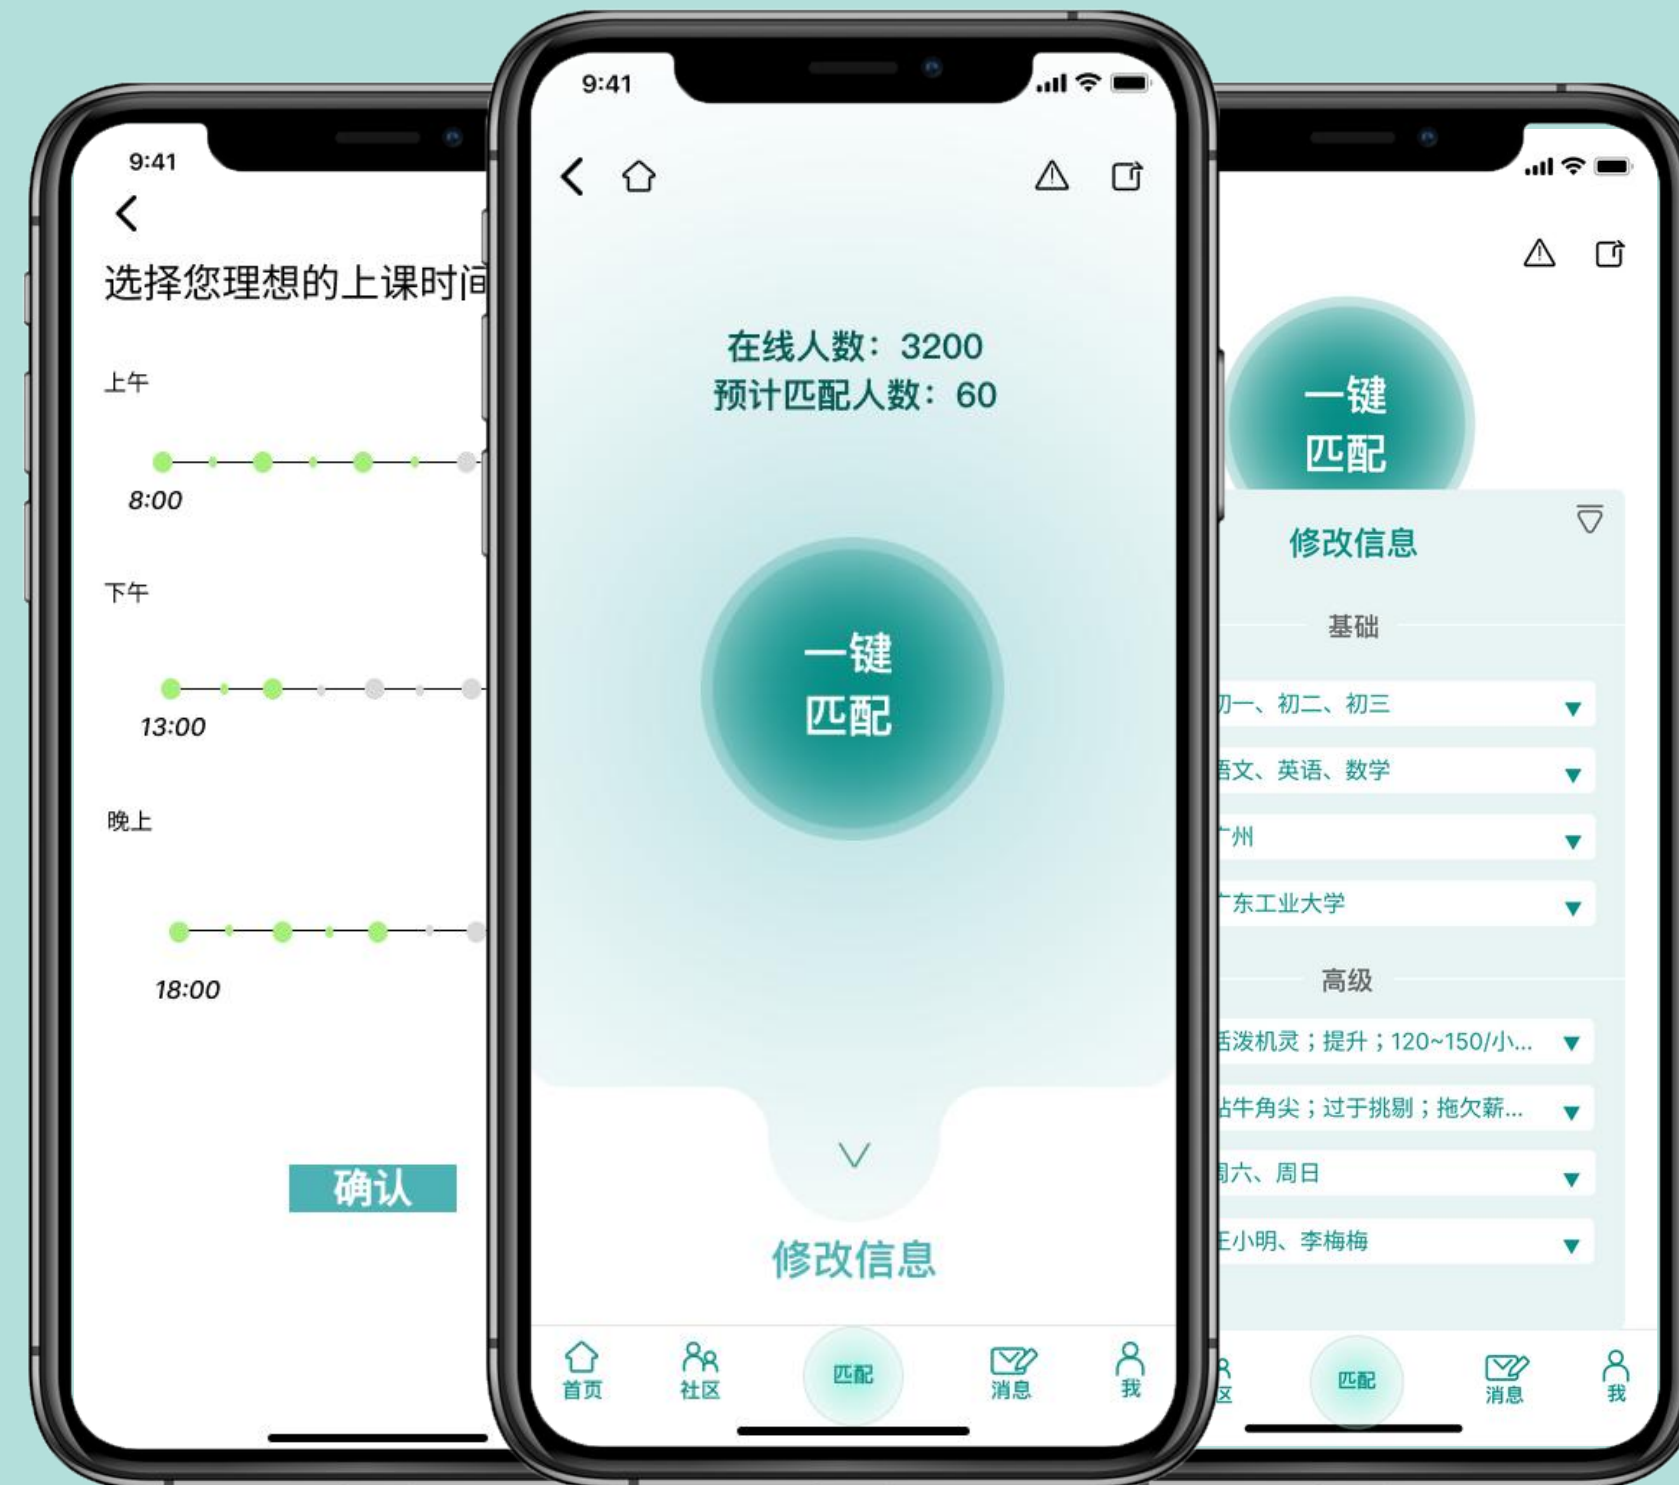 9:41
选择您理想的上课时间
上午
8:00
下午
13:00
晚上
18:00
确认
9:41
在线人数：3200
预计匹配人数：60
一键
匹配
修改信息
首页
社区
匹配
消息
我
一键
匹配
修改信息
基础
初一、初二、初三
语文、英语、数学
广州
广东工业大学
高级
活泼机灵；提升；120~150/小...
钻牛角尖；过于挑剔；拖欠薪...
周六、周日
王小明、李梅梅
区
匹配
消息
我